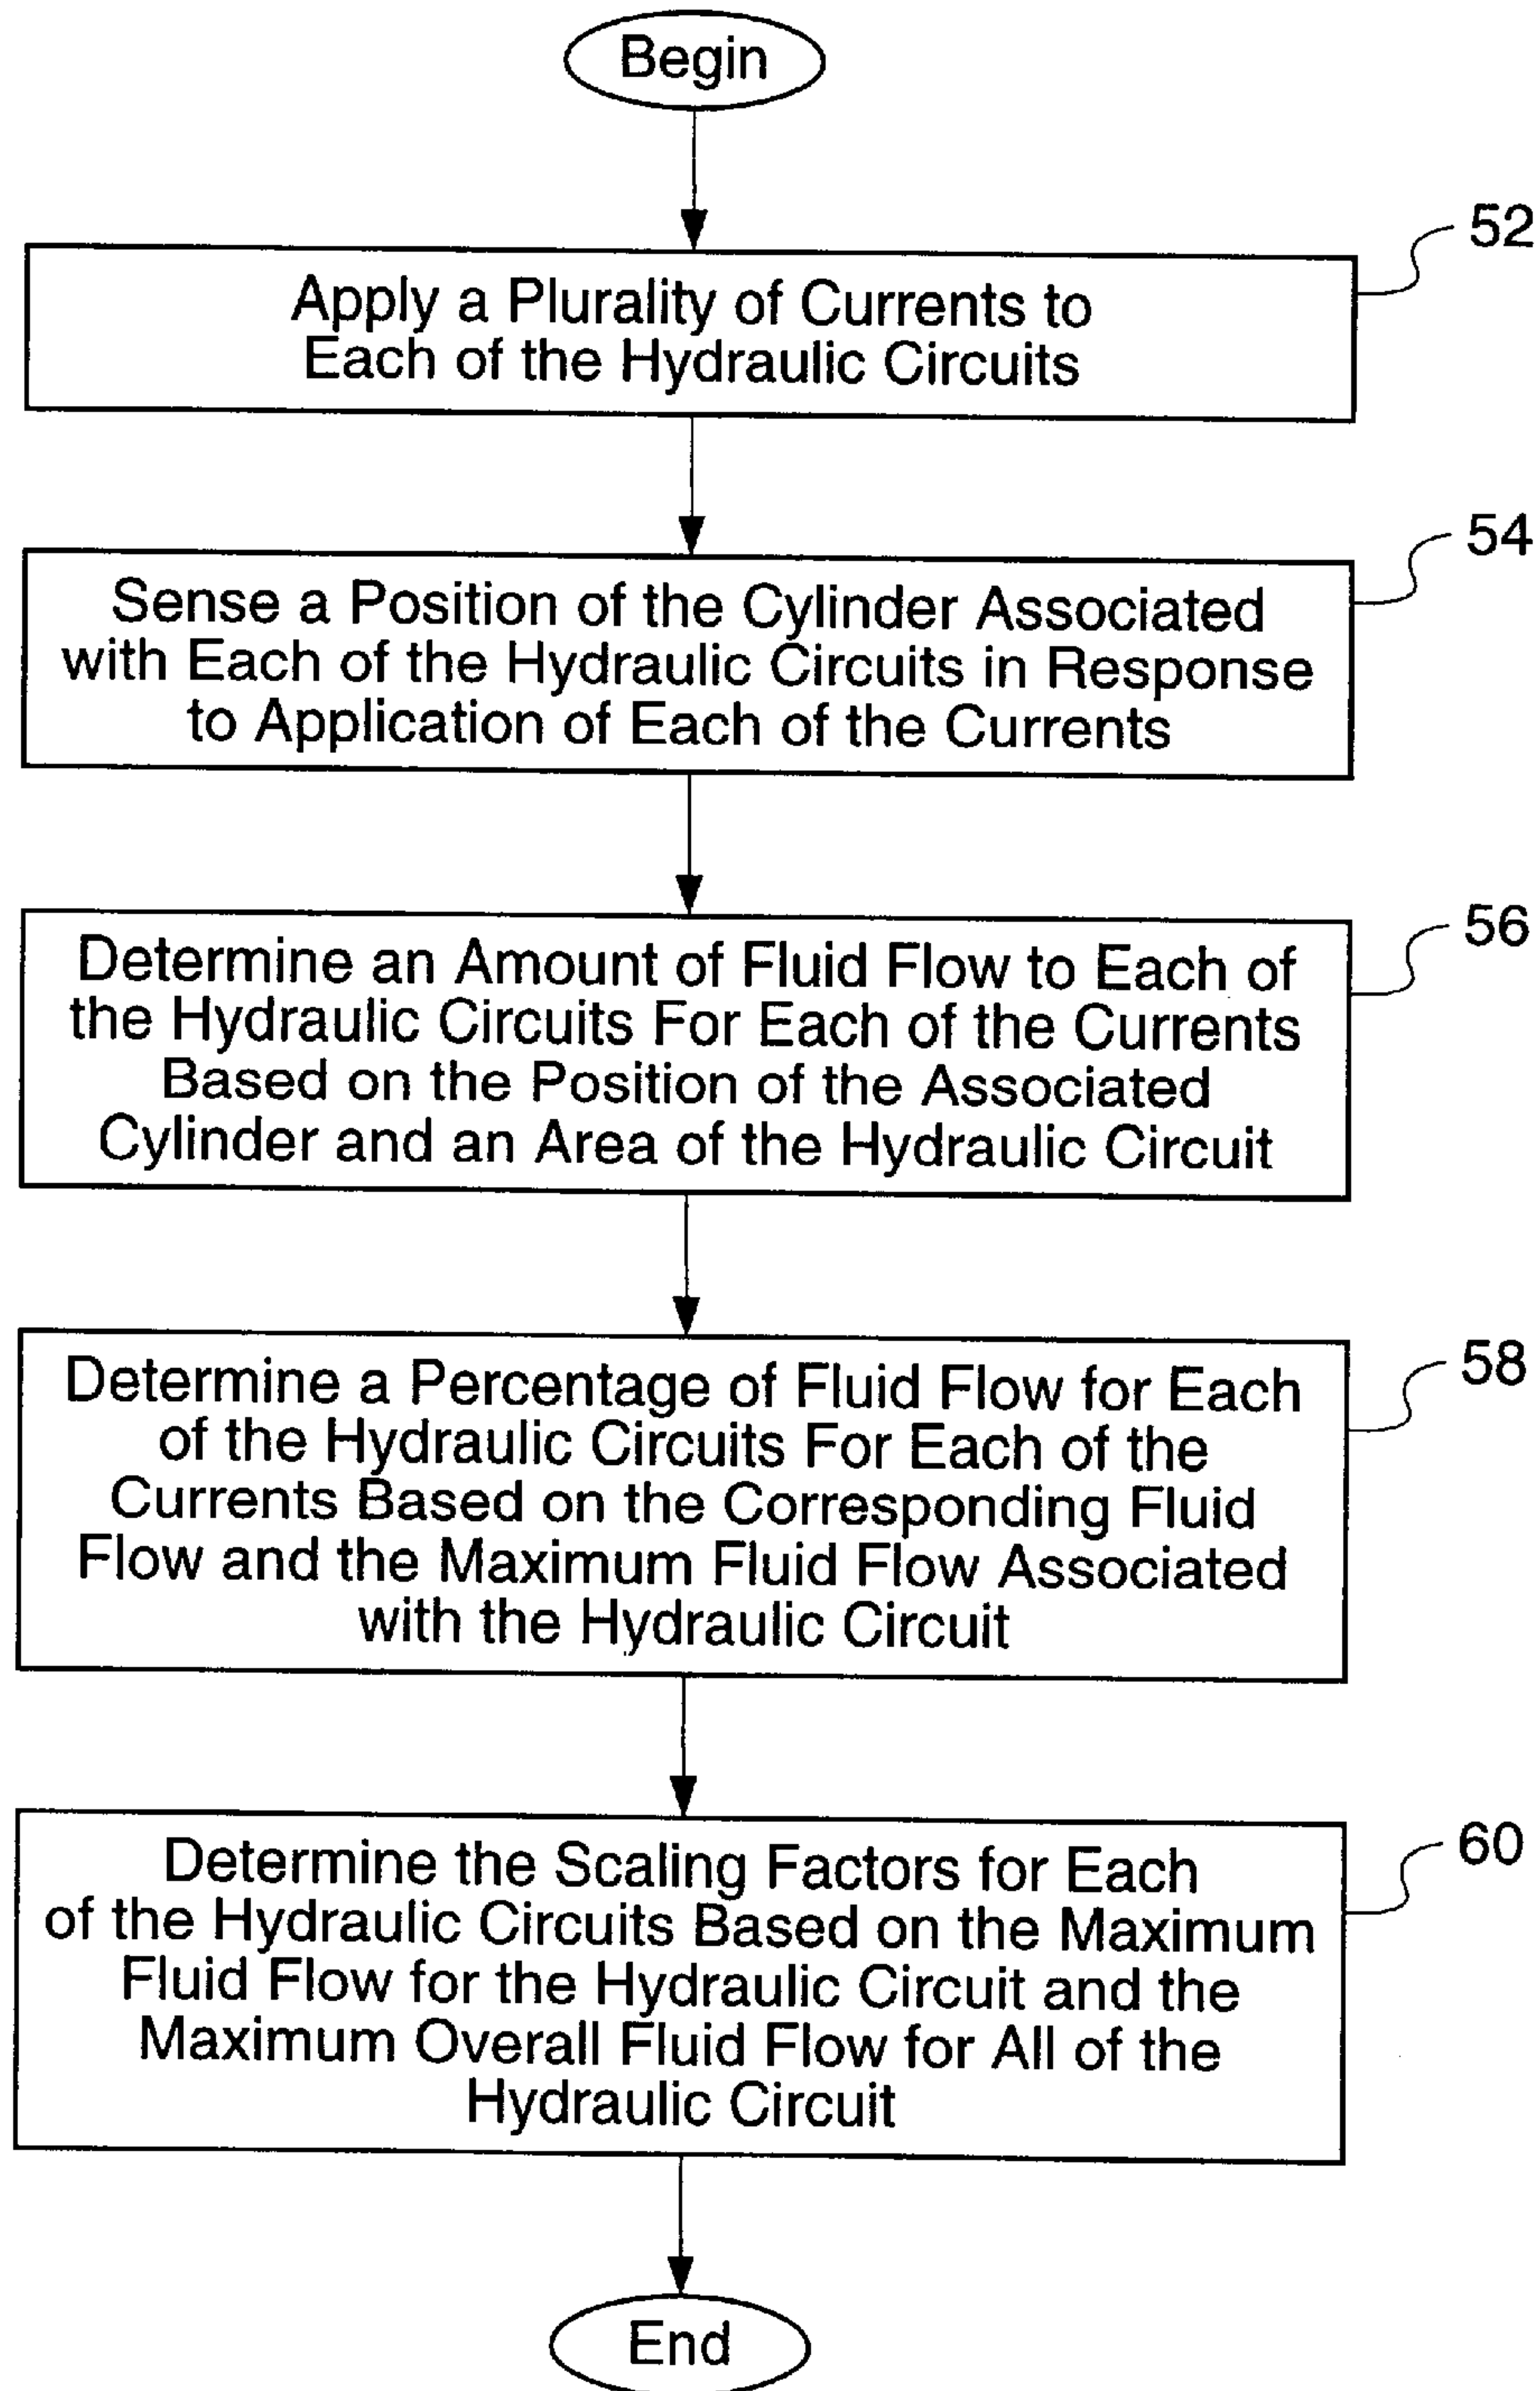 Begin
52
Apply a Plurality of Currents to
Each of the Hydraulic Circuits
54
Sense a Position of the Cylinder Associated
with Each of the Hydraulic Circuits in Response
to Application of Each of the Currents
56
Determine an Amount of Fluid Flow to Each of
the Hydraulic Circuits For Each of the Currents
Based on the Position of the Associated
Cylinder and an Area of the Hydraulic Circuit
58
Determine a Percentage of Fluid Flow for Each
of the Hydraulic Circuits For Each of the
Currents Based on the Corresponding Fluid
Flow and the Maximum Fluid Flow Associated
with the Hydraulic Circuit
60
Determine the Scaling Factors for Each
of the Hydraulic Circuits Based on the Maximum
Fluid Flow for the Hydraulic Circuit and the
Maximum Overall Fluid Flow for All of the
Hydraulic Circuit
End